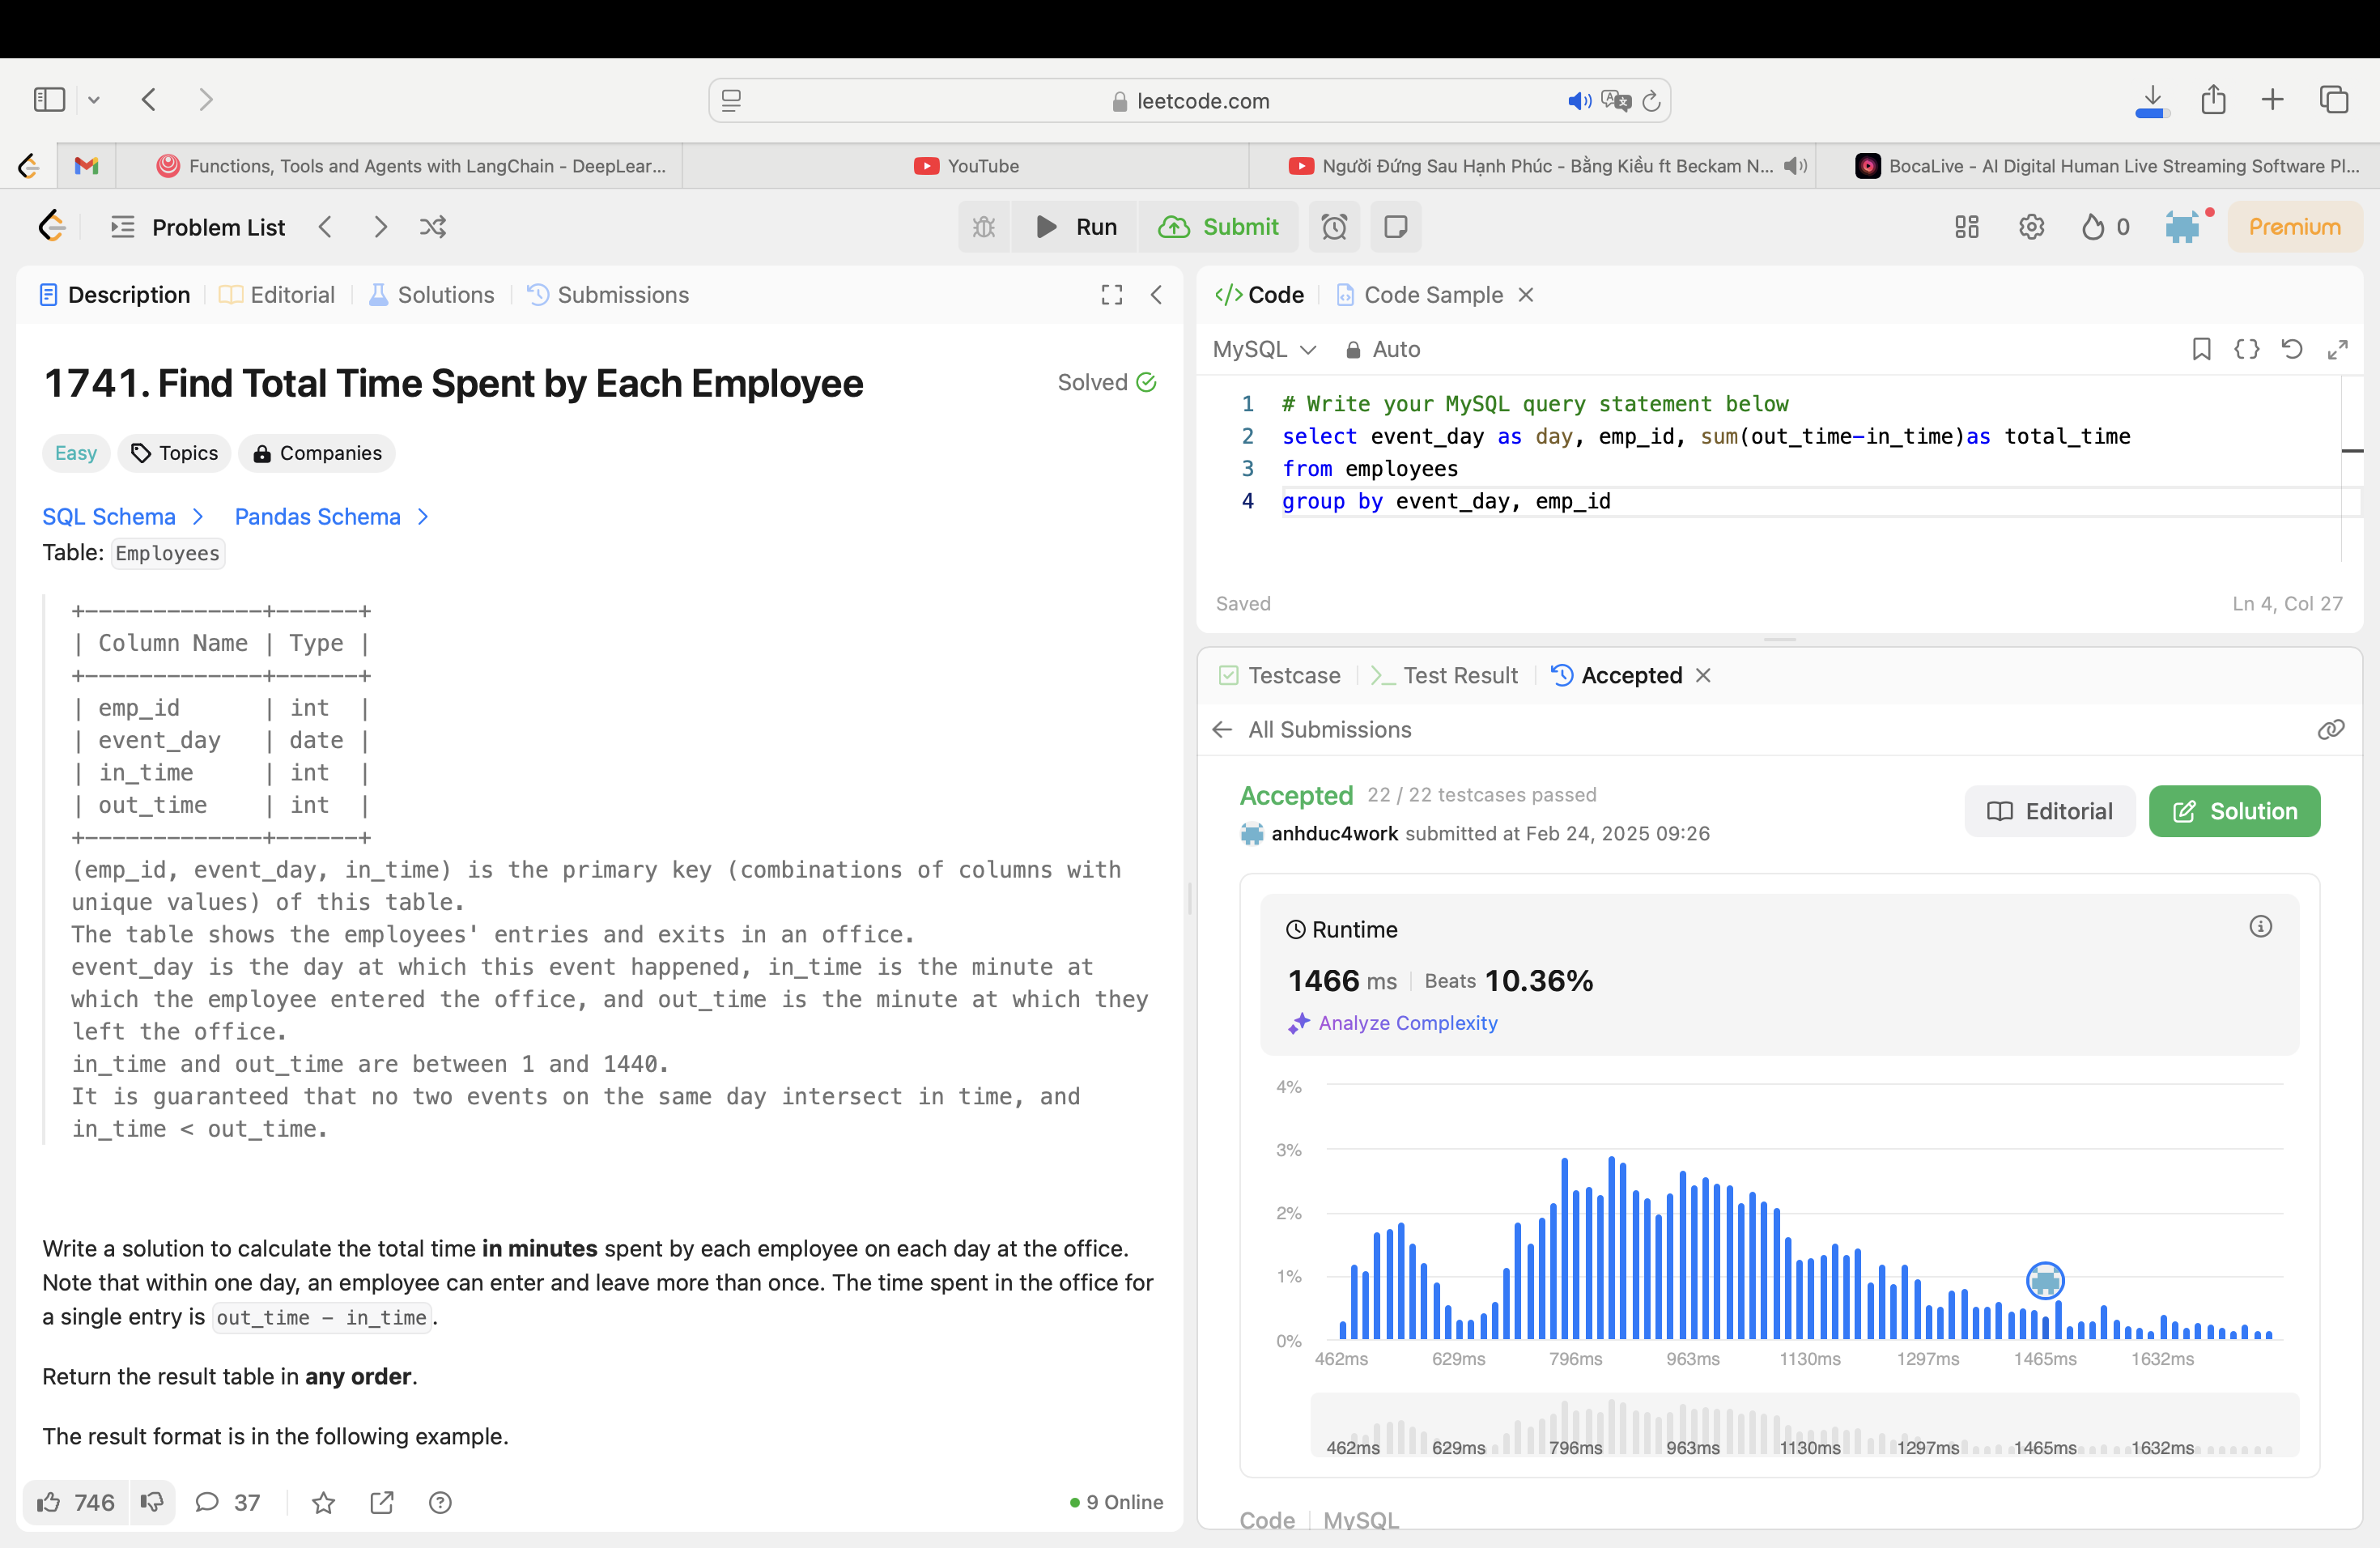 leetcode.com
Functions, Tools and Agents with LangChain - DeepLear...
YouTube
Người Đứng Sau Hạnh Phúc - Bằng Kiều ft Beckam N...
BocaLive - AI Digital Human Live Streaming Software Pl...
Problem List
Run
Submit
0
Premium
Description
Editorial
Solutions
Submissions
1741. Find Total Time Spent by Each Employee
Solved
Easy
Topics
Companies
SQL Schema
Pandas Schema
Table: Employees
+-------------+------+
| Column Name | Type |
+-------------+------+
| emp_id      | int  |
| event_day   | date |
| in_time     | int  |
| out_time    | int  |
+-------------+------+
(emp_id, event_day, in_time) is the primary key (combinations of columns with
unique values) of this table.
The table shows the employees' entries and exits in an office.
event_day is the day at which this event happened, in_time is the minute at
which the employee entered the office, and out_time is the minute at which they
left the office.
in_time and out_time are between 1 and 1440.
It is guaranteed that no two events on the same day intersect in time, and
in_time < out_time.
Write a solution to calculate the total time in minutes spent by each employee on each day at the office.
Note that within one day, an employee can enter and leave more than once. The time spent in the office for
a single entry is out_time - in_time.
Return the result table in any order.
The result format is in the following example.
746
37
9 Online
</> Code
Code Sample
MySQL
Auto
1 # Write your MySQL query statement below
2 select event_day as day, emp_id, sum(out_time-in_time)as total_time
3 from employees
4 group by event_day, emp_id
Saved
Ln 4, Col 27
Testcase
Test Result
Accepted
All Submissions
Accepted 22 / 22 testcases passed
anhduc4work submitted at Feb 24, 2025 09:26
Editorial
Solution
Runtime
1466 ms
Beats 10.36%
Analyze Complexity
4%
3%
2%
1%
0%
462ms 629ms 796ms 963ms 1130ms 1297ms 1465ms 1632ms
462ms 629ms 796ms 963ms 1130ms 1297ms 1465ms 1632ms
Code
MySQL